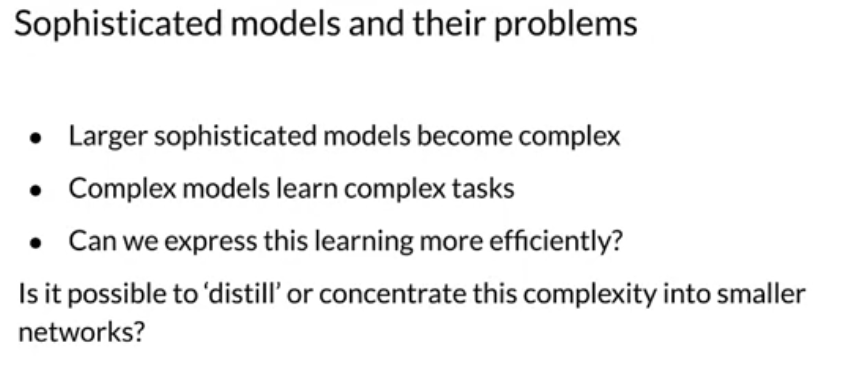 Sophisticated models and their problems
• Larger sophisticated models become complex
• Complex models learn complex tasks
• Can we express this learning more efficiently?
Is it possible to ‘distill’ or concentrate this complexity into smaller
networks?